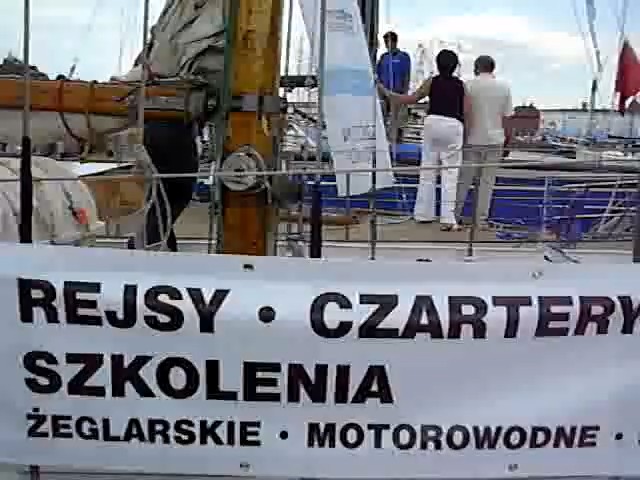 REJSY · CZARTERY
SZKOLENIA
ŻEGLARSKIE · MOTOROWODNE ·